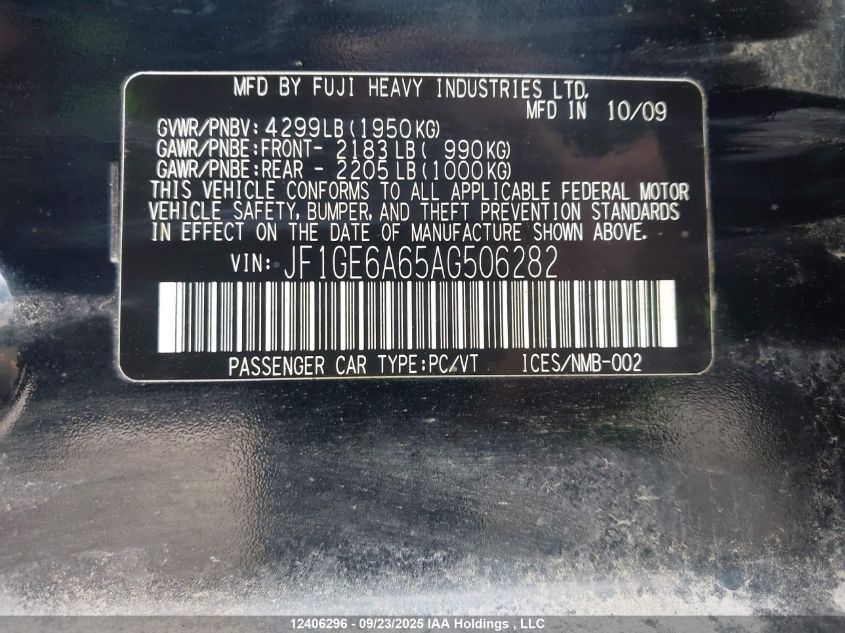 MFD BY FUJI HEAVY INDUSTRIES LTD.
MFD IN 10/09
GVWR/PNBV: 4299LB(1950KG)
GAWR/PNBE:FRONT- 2183LB( 990KG)
GAWR/PNBE:REAR - 2205LB(1000KG)
THIS VEHICLE CONFORMS TO ALL APPLICABLE FEDERAL MOTOR
VEHICLE SAFETY, BUMPER, AND THEFT PREVENTION STANDARDS
IN EFFECT ON THE DATE OF MANUFACTURE SHOWN ABOVE.
VIN: JF1GE6A65AG506282
PASSENGER CAR TYPE:PC/VT ICES/NMB-002
12406296 - 09/23/2025 IAA Holdings , LLC